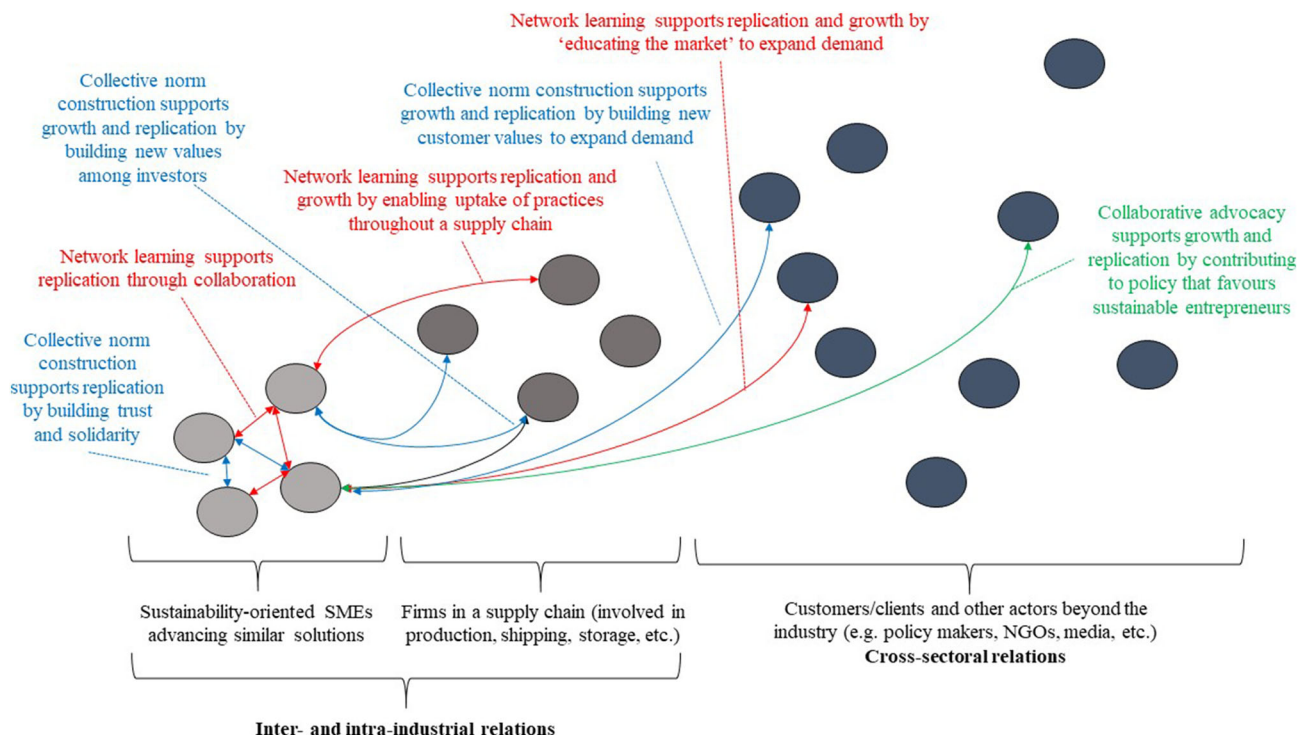 Network learning supports replication and growth by
‘educating the market’ to expand demand
Collective norm
construction supports
growth and replication by
building new values
among investors
Collective norm construction supports
growth and replication by building new
customer values to expand demand
Network learning supports replication and
growth by enabling uptake of practices
throughout a supply chain
Collaborative advocacy
supports growth and
replication by contributing
to policy that favours
sustainable entrepreneurs
Network learning supports
replication through collaboration
Collective norm
construction
supports replication
by building trust
and solidarity
Sustainability-oriented SMEs
advancing similar solutions
Firms in a supply chain (involved in
production, shipping, storage, etc.)
Customers/clients and other actors beyond the
industry (e.g. policy makers, NGOs, media, etc.)
Cross-sectoral relations
Inter- and intra-industrial relations